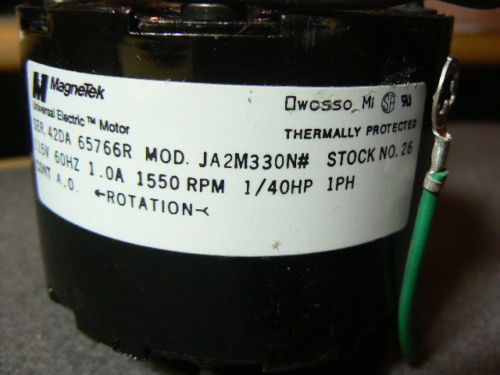 MagneTek
Owosso, Mi
Universal Electric™ Motor
THERMALLY PROTECTED
SER. 42DA 65766R MOD. JA2M330N# STOCK NO. 26
115V 60HZ 1.0A 1550 RPM 1/40HP 1PH
CONT A.O. ←ROTATION≺